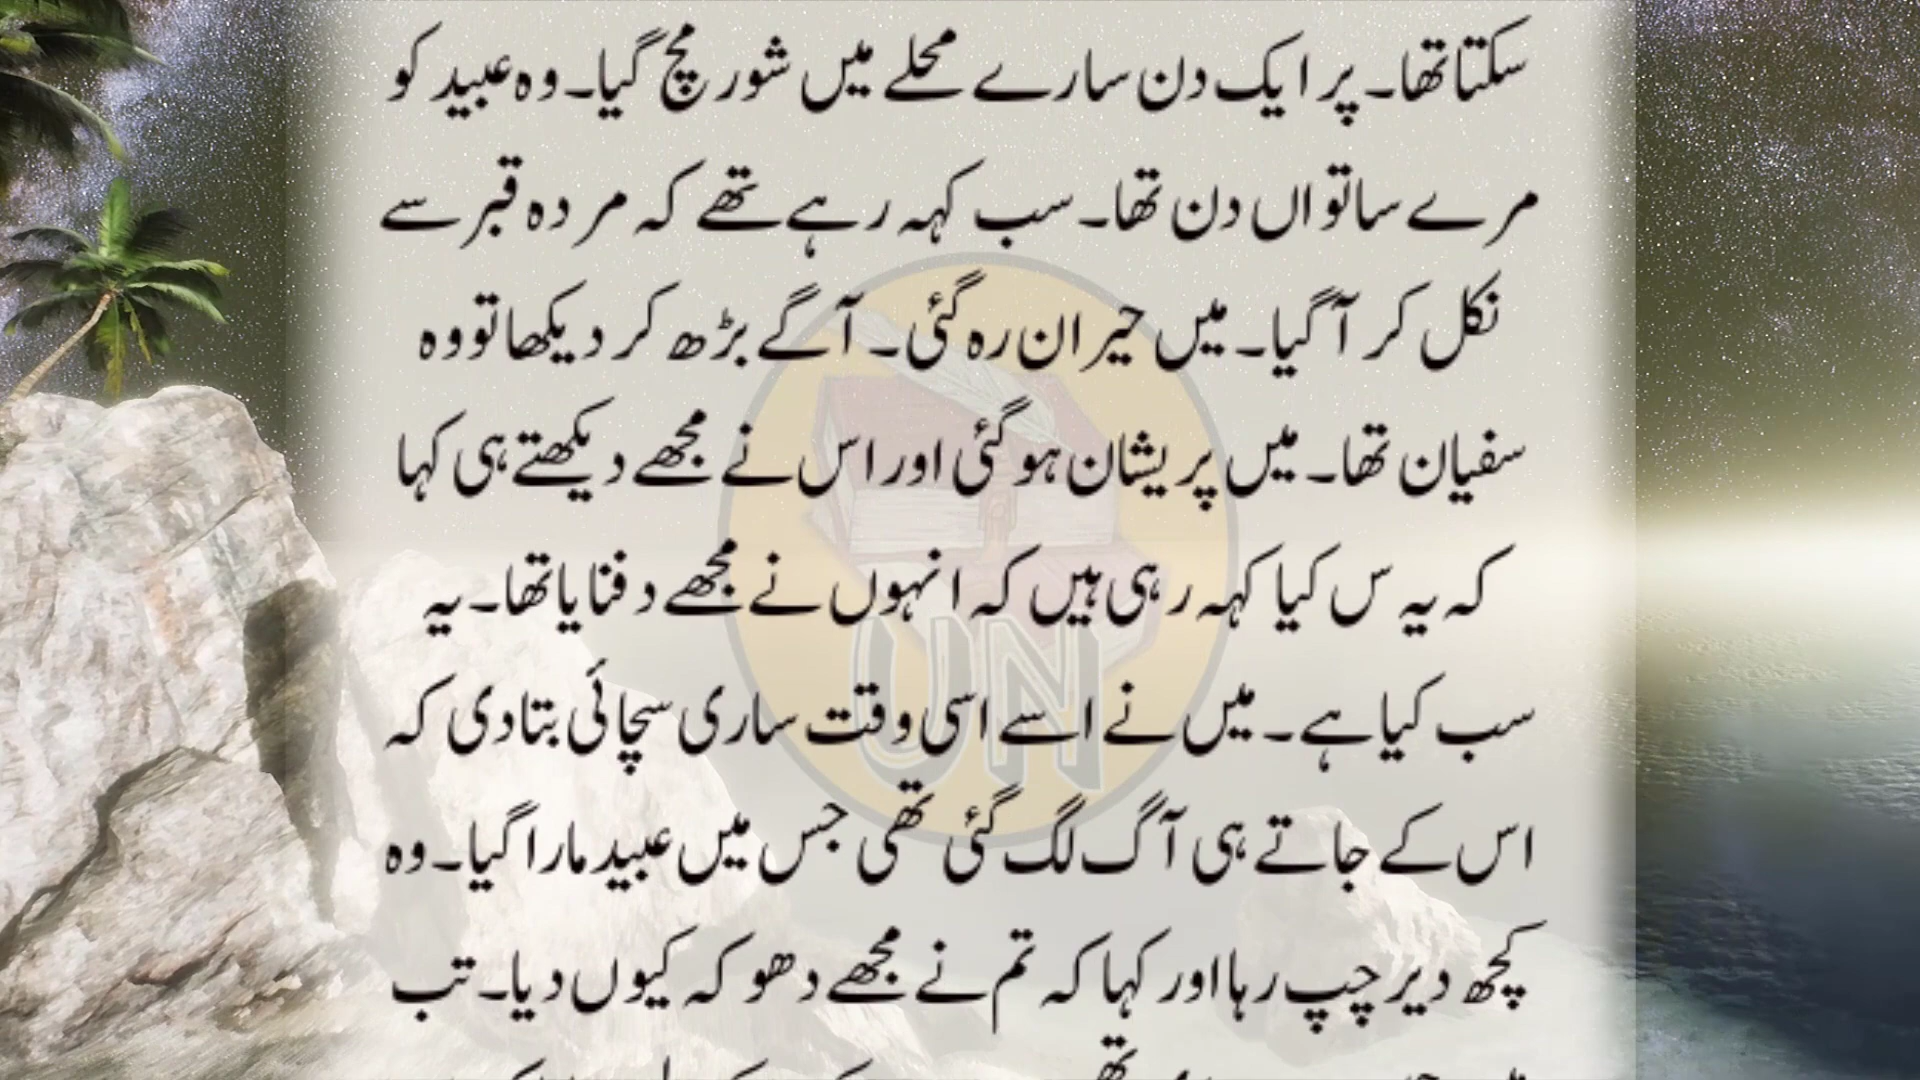 سکتا تھا۔ پر ایک دن سارے محلے میں شور مچ گیا۔ وہ عبید کو
مرے ساتواں دن تھا۔ سب کہہ رہے تھے کہ مردہ قبر سے
نکل کر آ گیا۔ میں حیران رہ گئی۔ آگے بڑھ کر دیکھا تو وہ
سفیان تھا۔ میں پریشان ہو گئی اور اس نے مجھے دیکھتے ہی کہا
کہ یہ س کیا کہہ رہی ہیں کہ انہوں نے مجھے دفنایا تھا۔ یہ
سب کیا ہے۔ میں نے اسے اسی وقت ساری سچائی بتا دی کہ
اس کے جاتے ہی آگ لگ گئی تھی جس میں عبید مارا گیا۔ وہ
کچھ دیر چپ رہا اور کہا کہ تم نے مجھے دھوکہ کیوں دیا۔ تب
UN